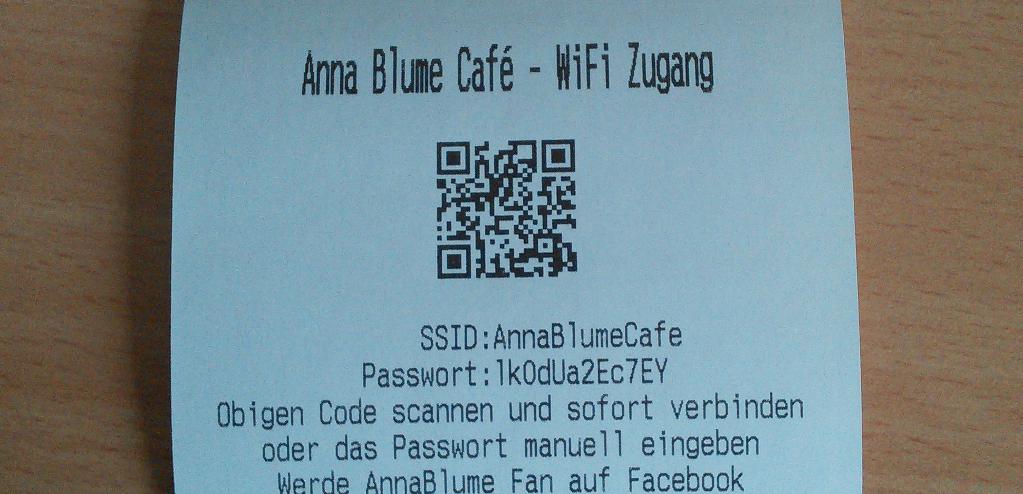 Anna Blume Café - WiFi Zugang
SSID:AnnaBlumeCafe
Passwort:1kOdUa2Ec7EY
Obigen Code scannen und sofort verbinden
oder das Passwort manuell eingeben
Werde AnnaBlume Fan auf Facebook